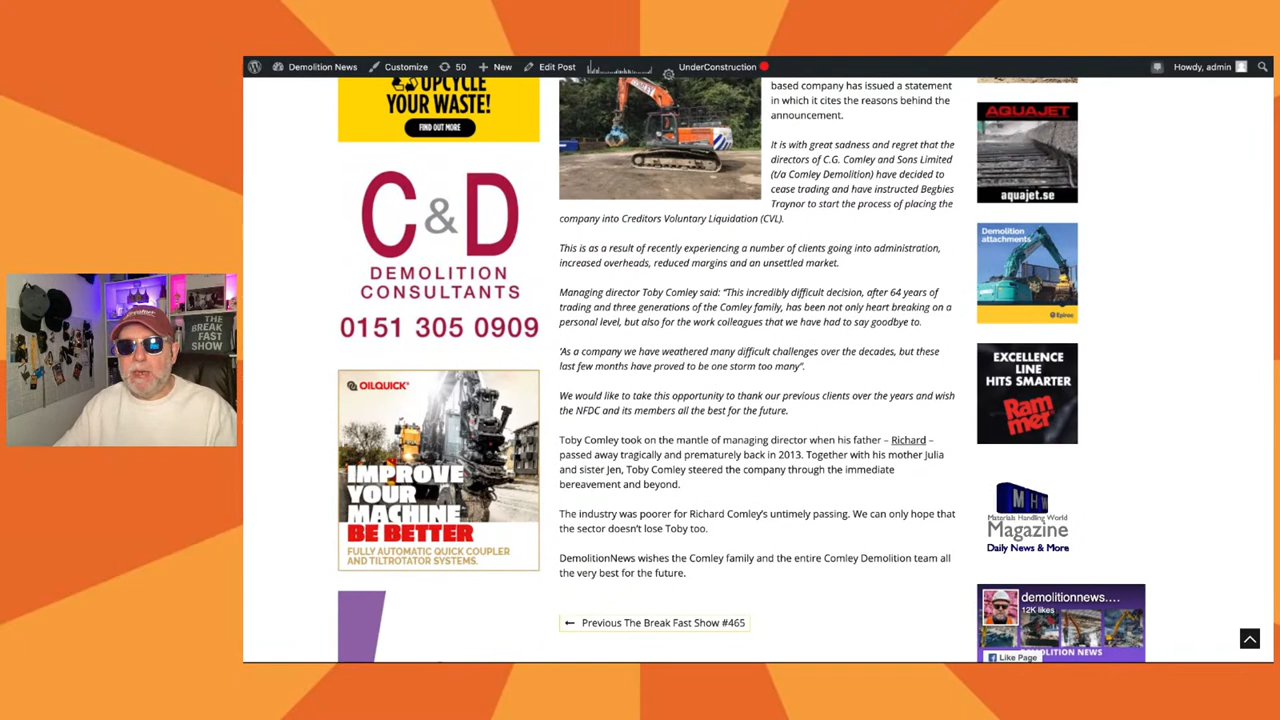 Demolition News
Customize
50
New
Edit Post
UnderConstruction
Howdy, admin
UPCYCLE
YOUR WASTE!
FIND OUT MORE
C&D
DEMOLITION
CONSULTANTS
0151 305 0909
OILQUICK
IMPROVE
YOUR
MACHINE
BE BETTER
FULLY AUTOMATIC QUICK COUPLER
AND TILTROTATOR SYSTEMS.
THE
BREAK
FAST
SHOW
based company has issued a statement
in which it cites the reasons behind the
announcement.
It is with great sadness and regret that the
directors of C.G. Comley and Sons Limited
(t/a Comley Demolition) have decided to
cease trading and have instructed Begbies
Traynor to start the process of placing the
company into Creditors Voluntary Liquidation (CVL).
This is as a result of recently experiencing a number of clients going into administration,
increased overheads, reduced margins and an unsettled market.
Managing director Toby Comley said: “This incredibly difficult decision, after 64 years of
trading and three generations of the Comley family, has been not only heart breaking on a
personal level, but also for the work colleagues that we have had to say goodbye to.
‘As a company we have weathered many difficult challenges over the decades, but these
last few months have proved to be one storm too many”.
We would like to take this opportunity to thank our previous clients over the years and wish
the NFDC and its members all the best for the future.
Toby Comley took on the mantle of managing director when his father – Richard –
passed away tragically and prematurely back in 2013. Together with his mother Julia
and sister Jen, Toby Comley steered the company through the immediate
bereavement and beyond.
The industry was poorer for Richard Comley’s untimely passing. We can only hope that
the sector doesn’t lose Toby too.
DemolitionNews wishes the Comley family and the entire Comley Demolition team all
the very best for the future.
← Previous The Break Fast Show #465
AQUAJET
aquajet.se
Demolition
attachments
Epiroc
EXCELLENCE
LINE
HITS SMARTER
Ram
mer
MHW
Materials Handling World
Magazine
Daily News & More
demolitionnews....
12K likes
DEMOLITION NEWS
Like Page